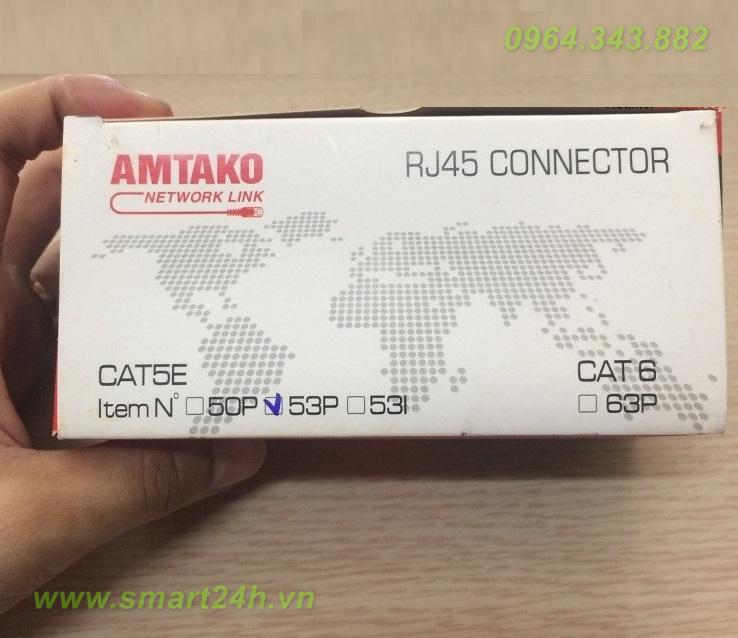 0964.343.882
AMTAKO
NETWORK LINK
RJ45 CONNECTOR
CAT5E
Item Nº 50P 53P 53I
CAT 6
63P
www.smart24h.vn